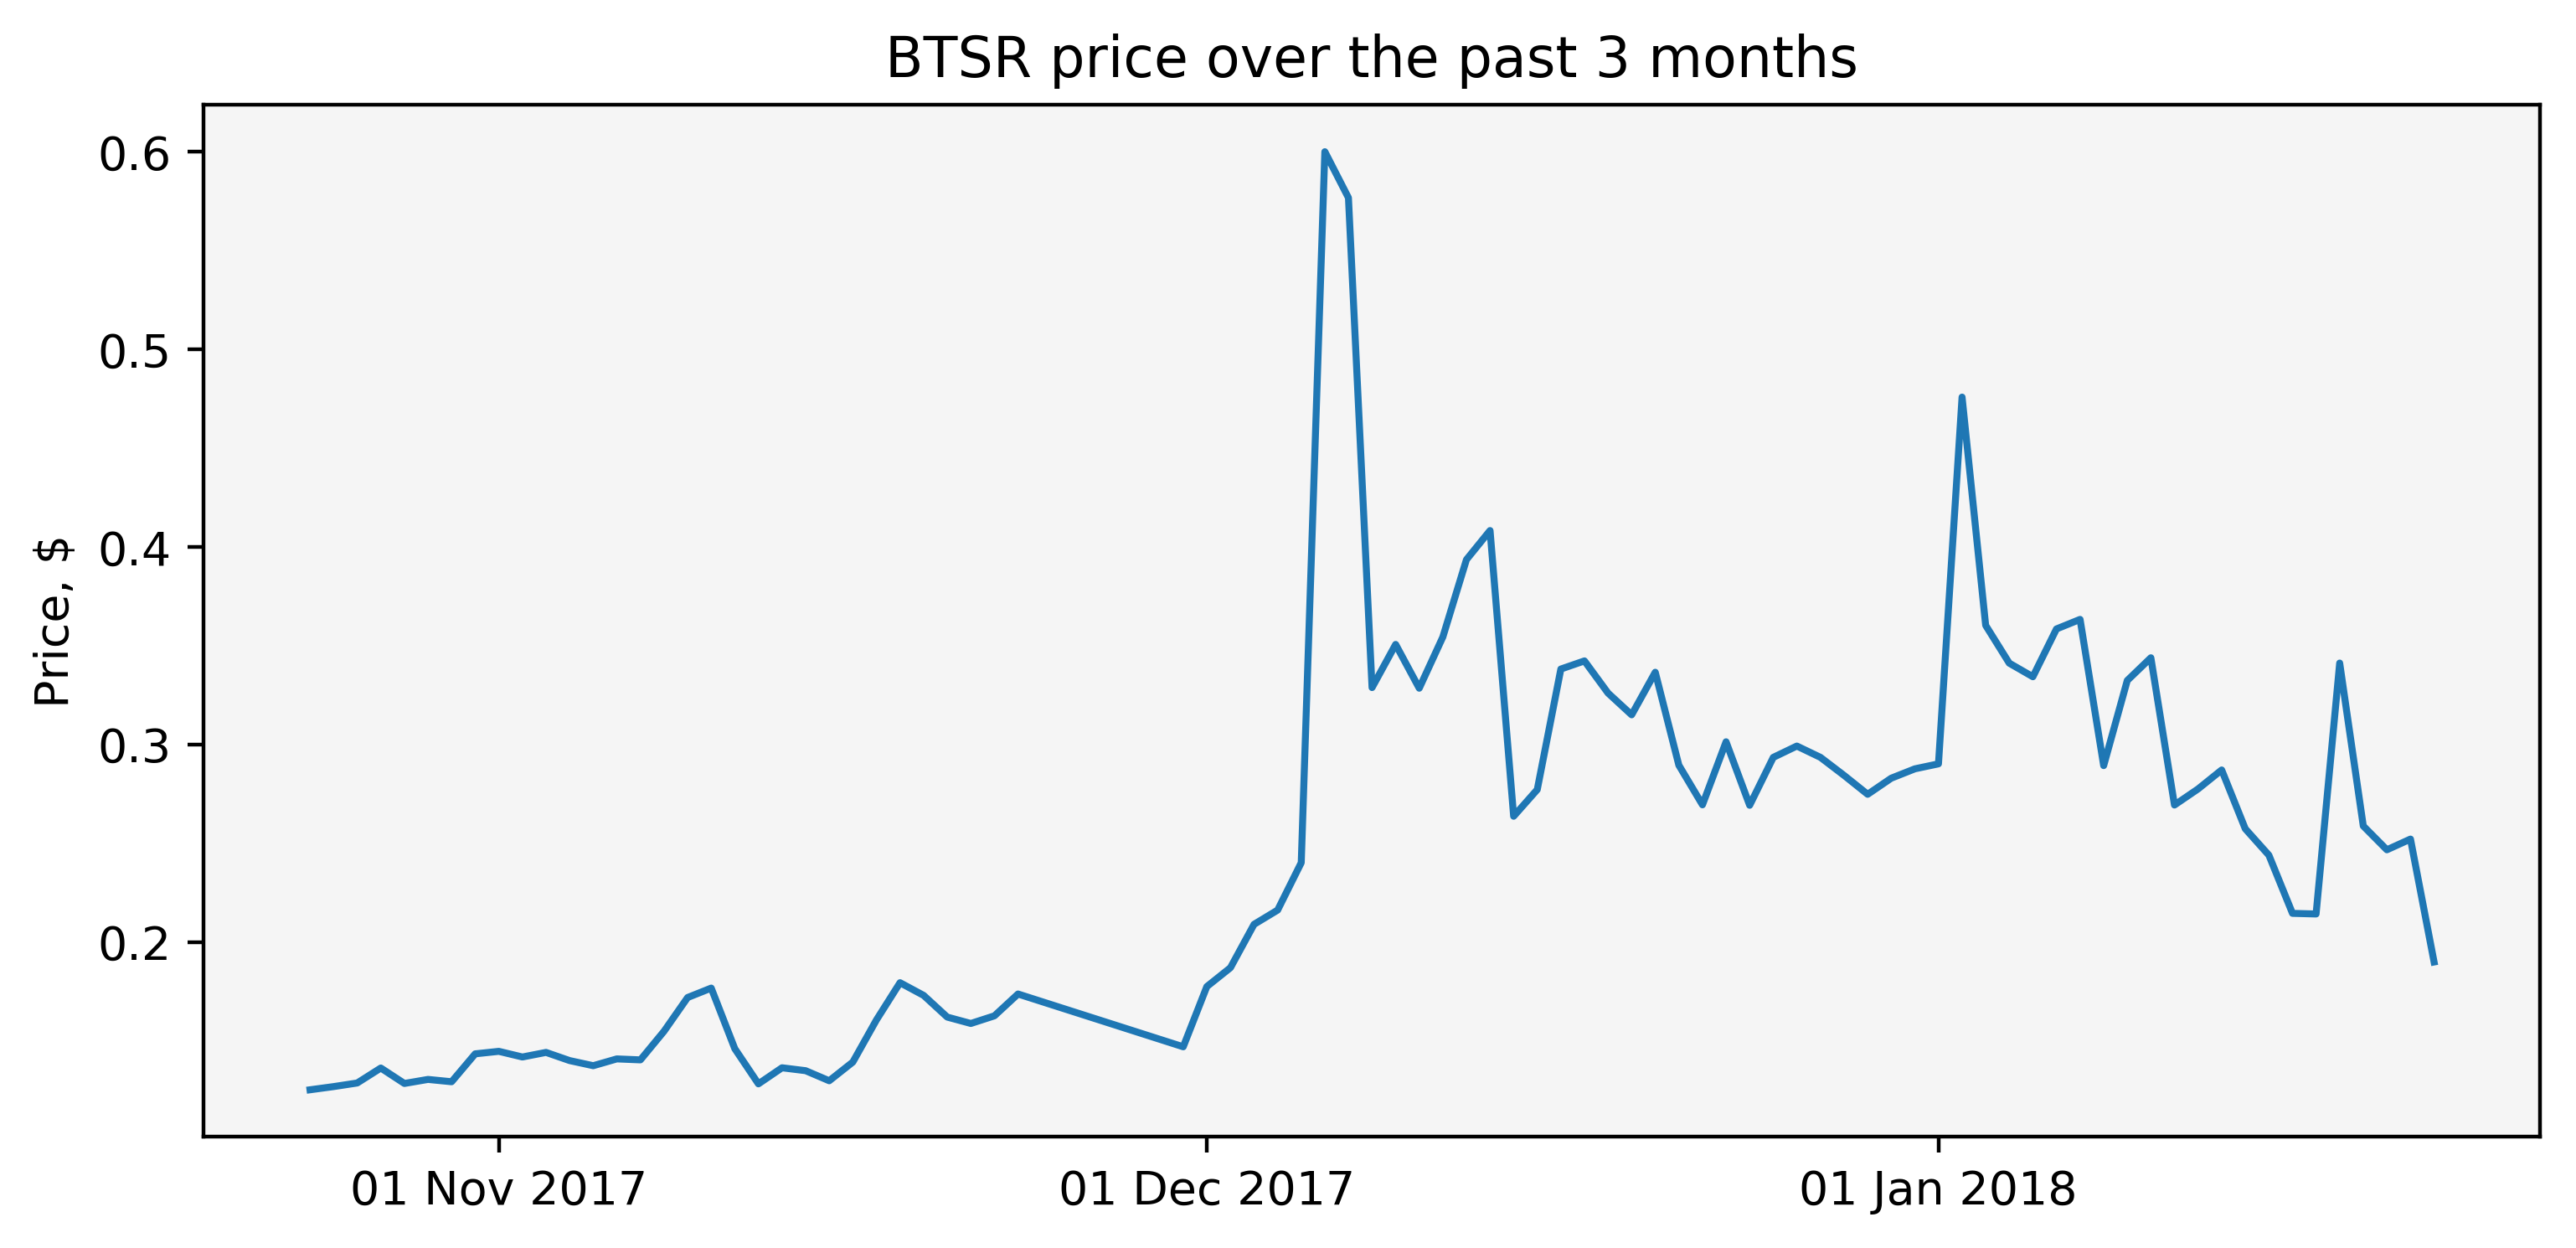 BTSR price over the past 3 months
Price, $
0.6
0.5
0.4
0.3
0.2
01 Nov 2017
01 Dec 2017
01 Jan 2018